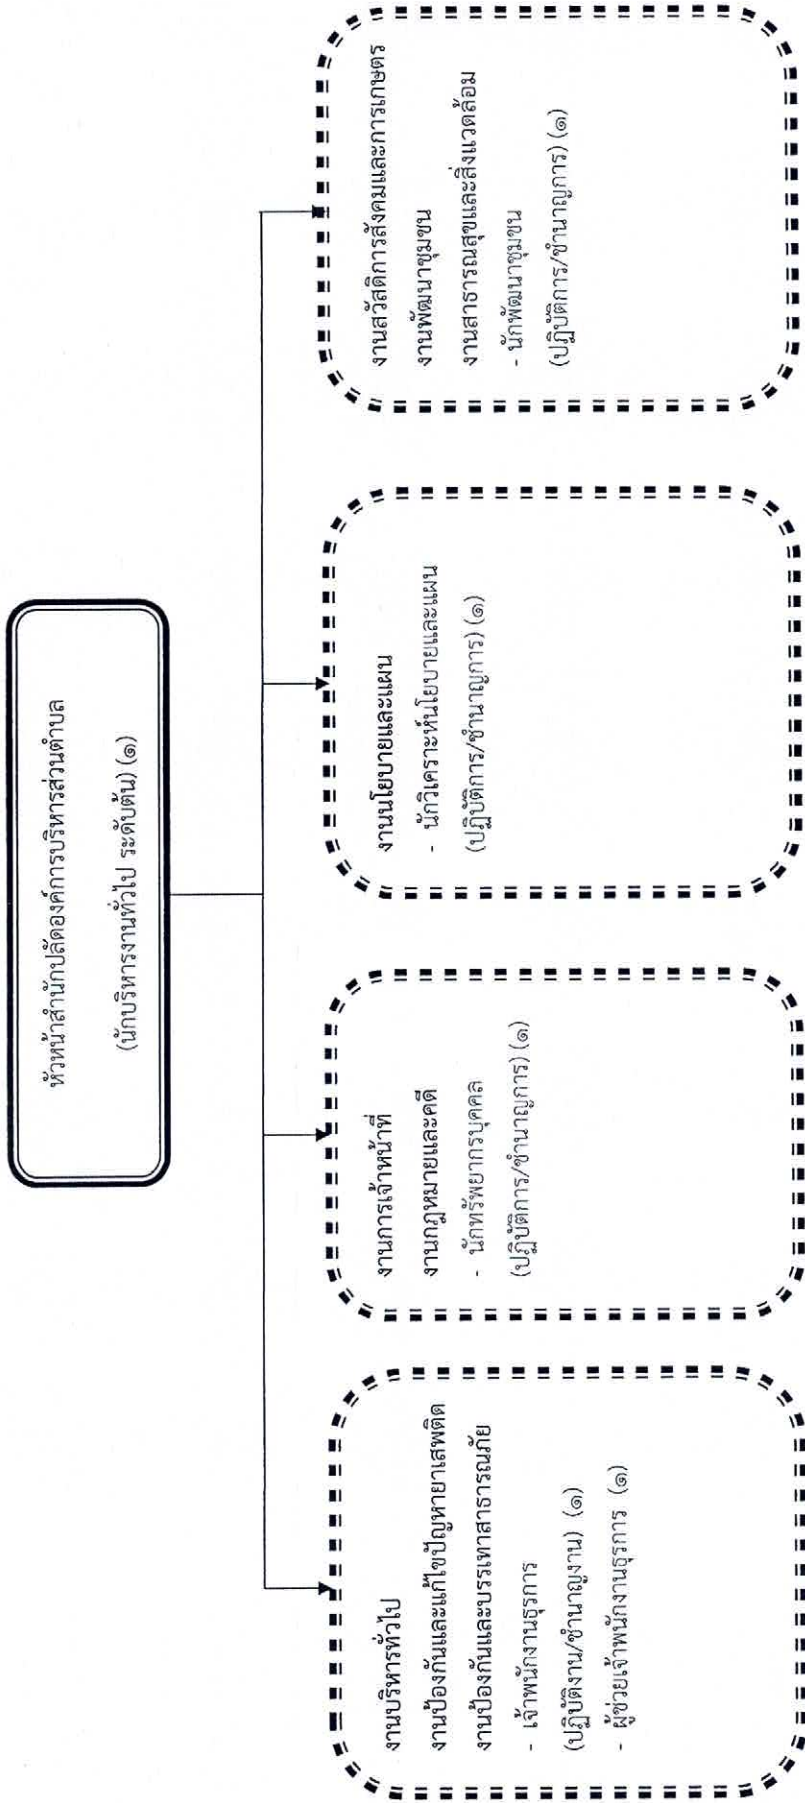 หัวหน้าสำนักปลัดองค์การบริหารส่วนตำบล
(นักบริหารงานทั่วไป ระดับต้น) (๑)
งานบริหารทั่วไป
งานป้องกันและแก้ไขปัญหายาเสพติด
งานป้องกันและบรรเทาสาธารณภัย
- เจ้าพนักงานธุรการ
(ปฏิบัติงาน/ชำนาญงาน) (๑)
- ผู้ช่วยเจ้าพนักงานธุรการ (๑)
งานการเจ้าหน้าที่
งานกฎหมายและคดี
- นักทรัพยากรบุคคล
(ปฏิบัติการ/ชำนาญการ) (๑)
งานนโยบายและแผน
- นักวิเคราะห์นโยบายและแผน
(ปฏิบัติการ/ชำนาญการ) (๑)
งานสวัสดิการสังคมและการเกษตร
งานพัฒนาชุมชน
งานสาธารณสุขและสิ่งแวดล้อม
- นักพัฒนาชุมชน
(ปฏิบัติการ/ชำนาญการ) (๑)